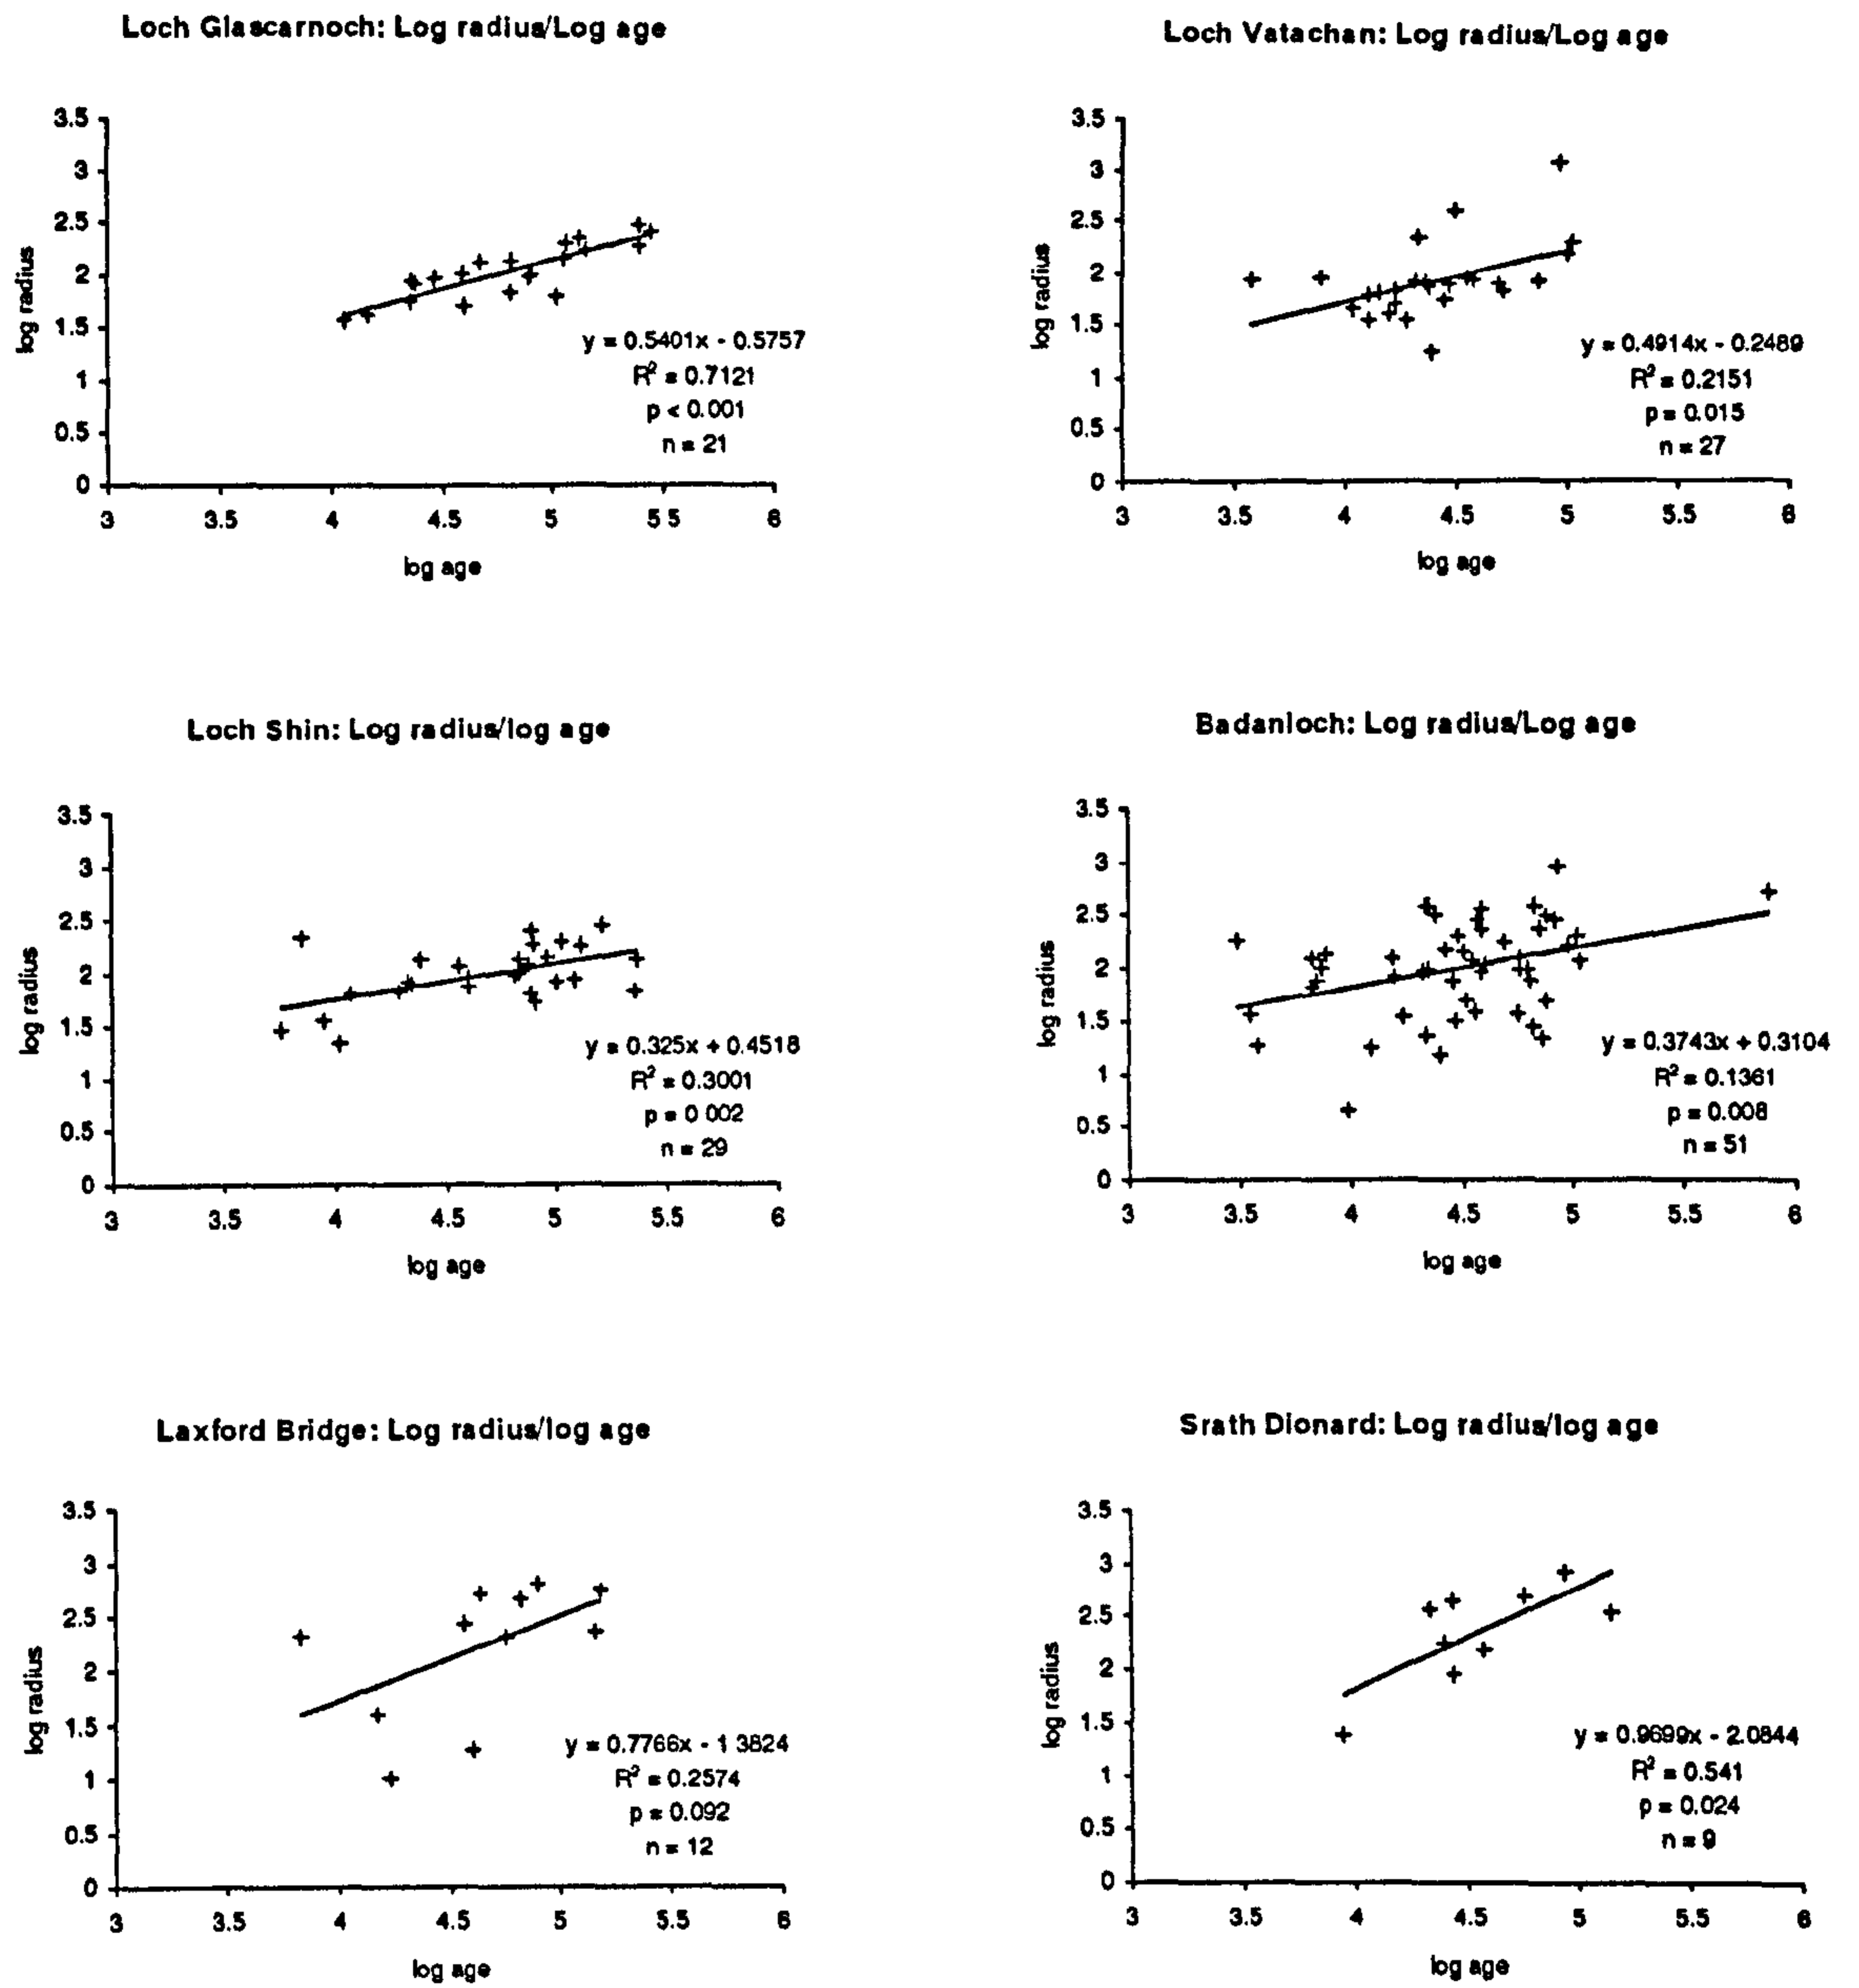 Loch Glascarnoch: Log radius/Log age
3.5
3
2.5
2
1.5
1
0.5
0
log radius
y = 0.5401x - 0.5757
R² = 0.7121
p < 0.001
n = 21
3 3.5 4 4.5 5 5.5 6
log age
Loch Vatachan: Log radius/Log age
3.5
3
2.5
2
1.5
1
0.5
0
log radius
y = 0.4914x - 0.2489
R² = 0.2151
p = 0.015
n = 27
3 3.5 4 4.5 5 5.5 6
log age
Loch Shin: Log radius/log age
3.5
3
2.5
2
1.5
1
0.5
0
log radius
y = 0.325x + 0.4518
R² = 0.3001
p = 0 002
n = 29
3 3.5 4 4.5 5 5.5 6
log age
Badanloch: Log radius/Log age
3.5
3
2.5
2
1.5
1
0.5
0
log radius
y = 0.3743x + 0.3104
R² = 0.1361
p = 0.008
n = 51
3 3.5 4 4.5 5 5.5 6
log age
Laxford Bridge: Log radius/log age
3.5
3
2.5
2
1.5
1
0.5
0
log radius
y = 0.7766x - 1 3824
R² = 0.2574
p = 0.092
n = 12
3 3.5 4 4.5 5 5.5 6
log age
Srath Dionard: Log radius/log age
3.5
3
2.5
2
1.5
1
0.5
0
log radius
y = 0.9699x - 2.0844
R² = 0.541
p = 0.024
n = 9
3 3.5 4 4.5 5 5.5 6
log age